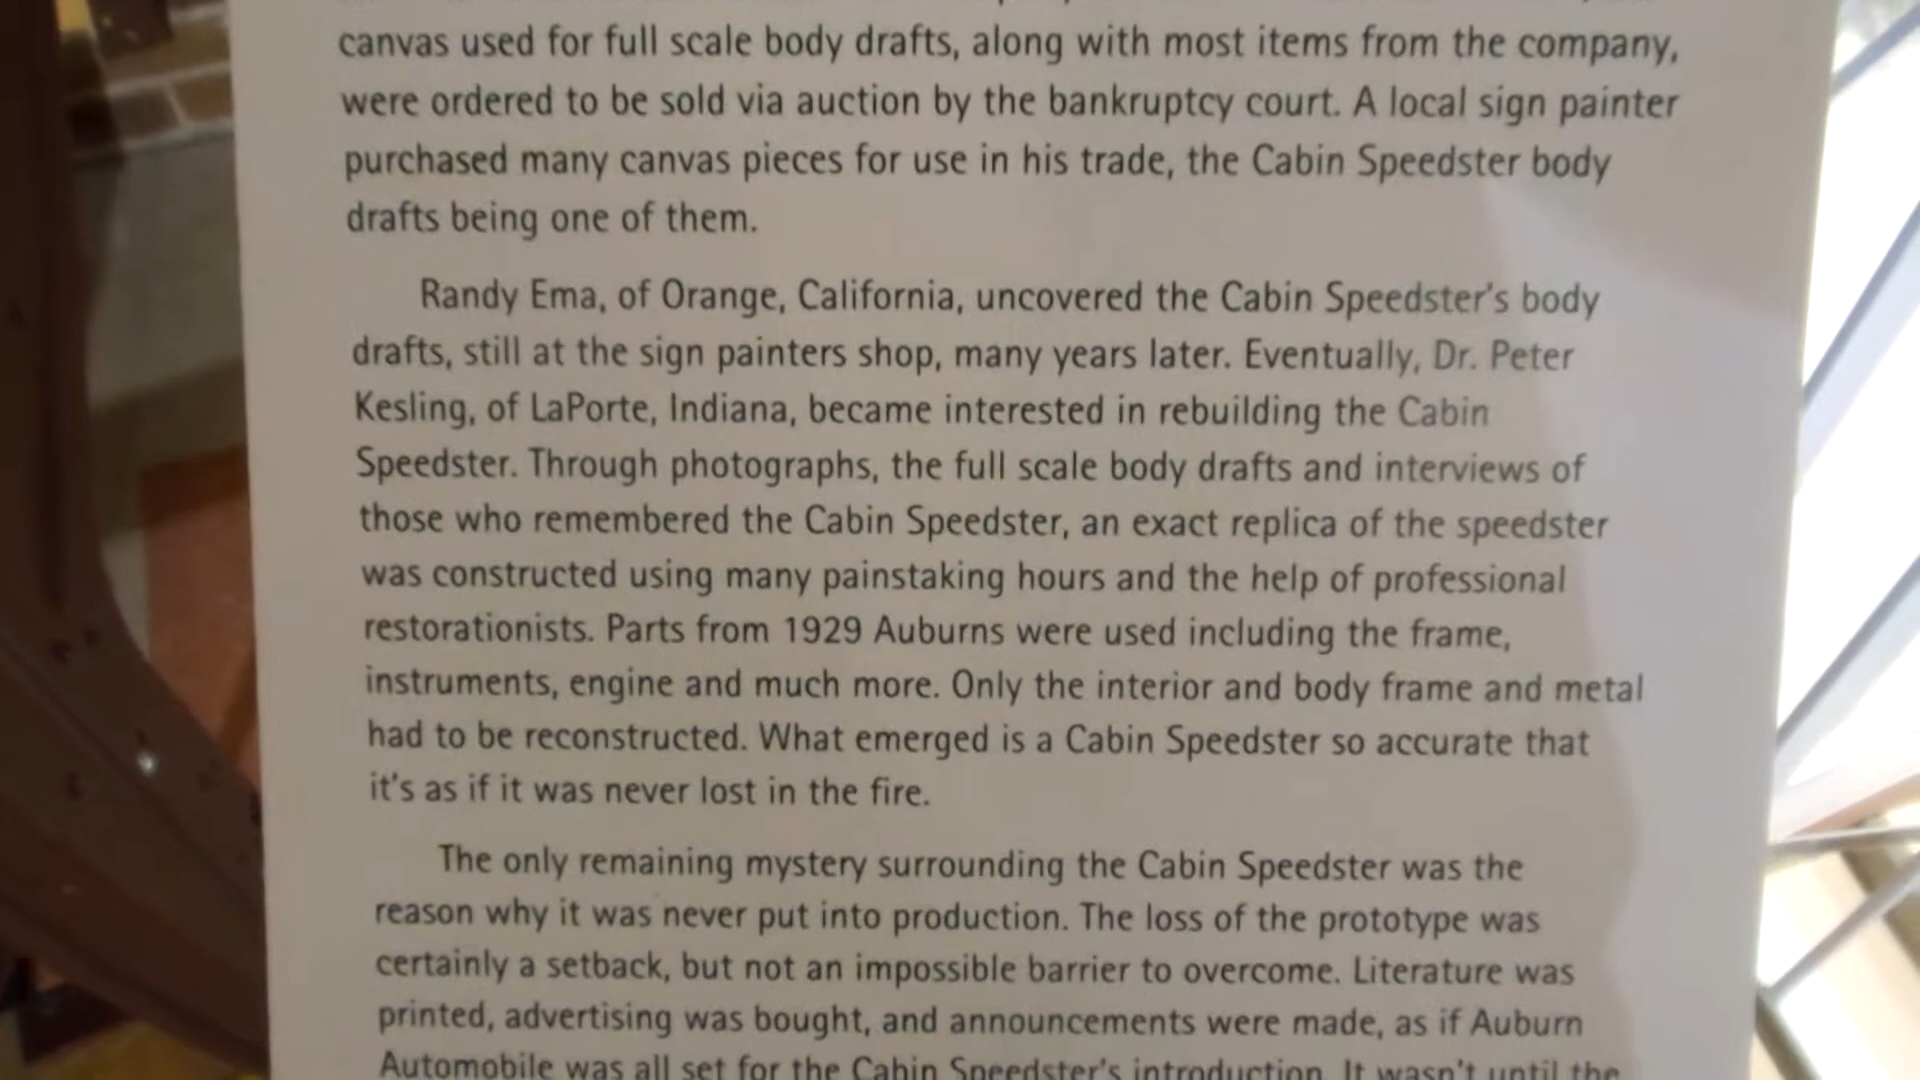 canvas used for full scale body drafts, along with most items from the company,
were ordered to be sold via auction by the bankruptcy court. A local sign painter
purchased many canvas pieces for use in his trade, the Cabin Speedster body
drafts being one of them.
Randy Ema, of Orange, California, uncovered the Cabin Speedster's body
drafts, still at the sign painters shop, many years later. Eventually, Dr. Peter
Kesling, of LaPorte, Indiana, became interested in rebuilding the Cabin
Speedster. Through photographs, the full scale body drafts and interviews of
those who remembered the Cabin Speedster, an exact replica of the speedster
was constructed using many painstaking hours and the help of professional
restorationists. Parts from 1929 Auburns were used including the frame,
instruments, engine and much more. Only the interior and body frame and metal
had to be reconstructed. What emerged is a Cabin Speedster so accurate that
it's as if it was never lost in the fire.
The only remaining mystery surrounding the Cabin Speedster was the
reason why it was never put into production. The loss of the prototype was
certainly a setback, but not an impossible barrier to overcome. Literature was
printed, advertising was bought, and announcements were made, as if Auburn
Automobile was all set for the Cabin Speedster's introduction. It wasn't until the